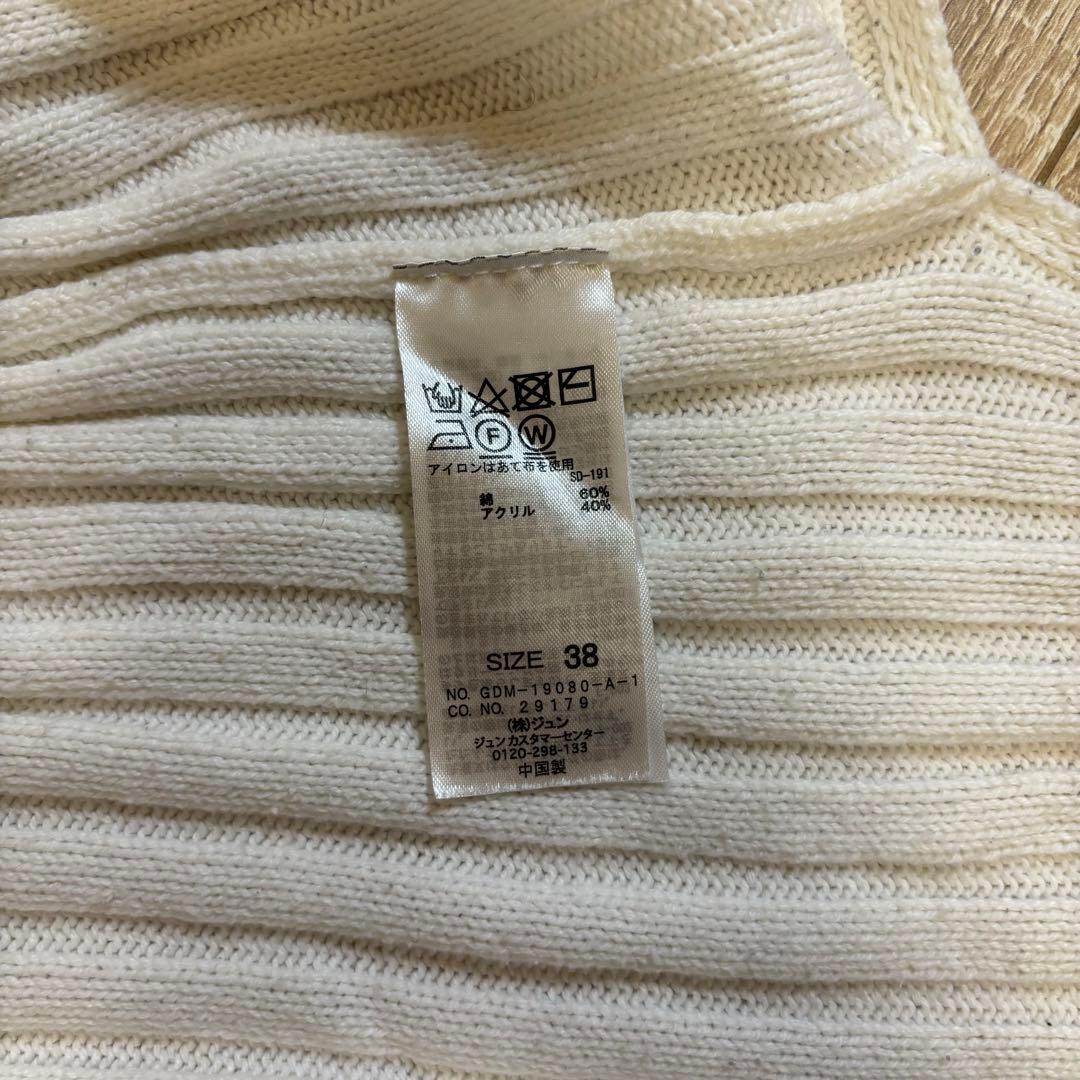 F W
アイロンはあて布を使用
SD-191
綿 60%
アクリル 40%
SIZE 38
NO. GDM-19080-A-1
CO. NO. 29179
(株)ジュン
ジュンカスタマーセンター
0120-298-133
中国製